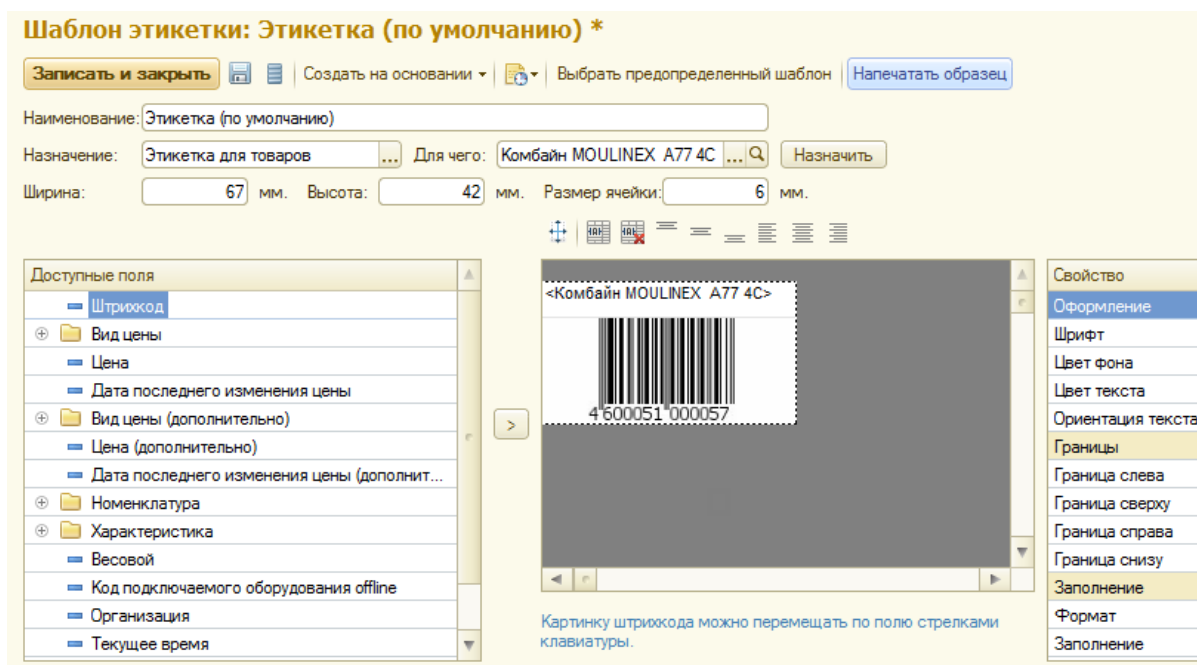 Шаблон этикетки: Этикетка (по умолчанию) *
Записать и закрыть Создать на основании Выбрать предопределенный шаблон Напечатать образец
Наименование: Этикетка (по умолчанию)
Назначение: Этикетка для товаров ... Для чего: Комбайн MOULINEX A77 4C ... Назначить
Ширина: 67 мм. Высота: 42 мм. Размер ячейки: 6 мм.
Доступные поля
Штрихкод
Вид цены
Цена
Дата последнего изменения цены
Вид цены (дополнительно)
Цена (дополнительно)
Дата последнего изменения цены (дополнит...
Номенклатура
Характеристика
Весовой
Код подключаемого оборудования offline
Организация
Текущее время
>
<Комбайн MOULINEX A77 4C>
4 600051 000057
Картинку штрихкода можно перемещать по полю стрелками
клавиатуры.
Свойство
Оформление
Шрифт
Цвет фона
Цвет текста
Ориентация текста
Границы
Граница слева
Граница сверху
Граница справа
Граница снизу
Заполнение
Формат
Заполнение